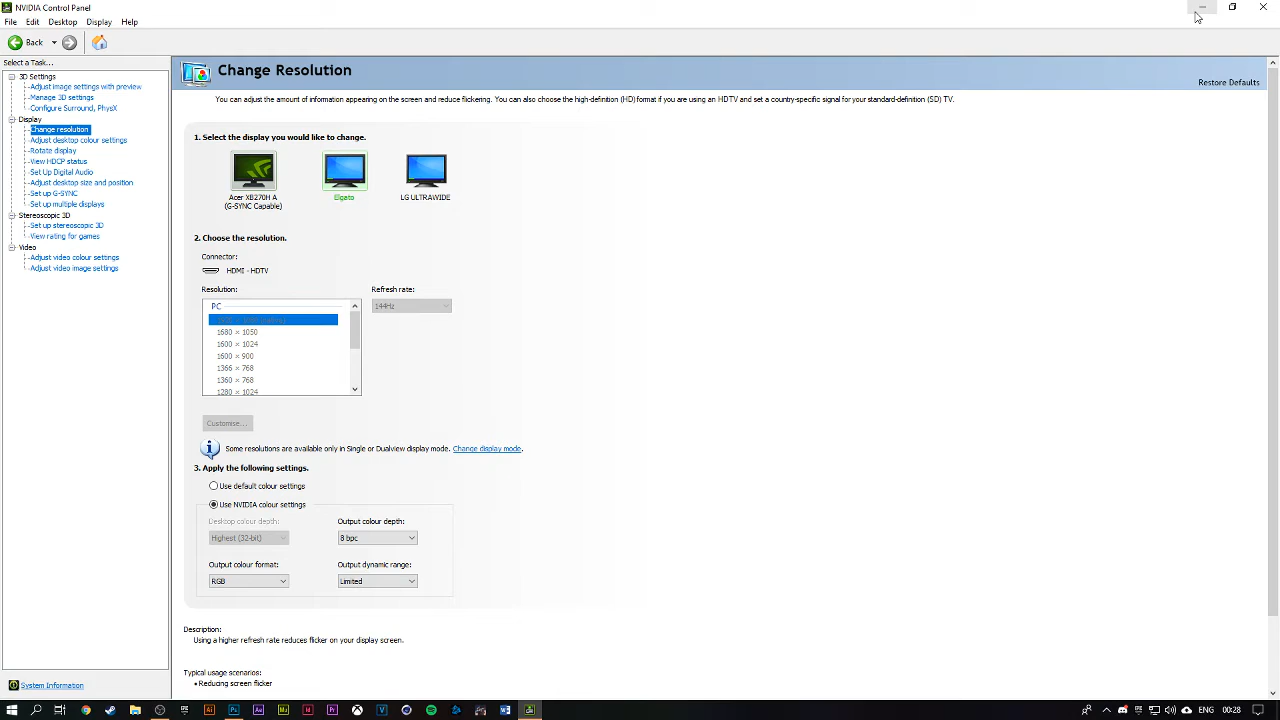 NVIDIA Control Panel
File Edit Desktop Display Help
Back
Select a Task...
3D Settings
Adjust image settings with preview
Manage 3D settings
Configure Surround, PhysX
Display
Change resolution
Adjust desktop colour settings
Rotate display
View HDCP status
Set Up Digital Audio
Adjust desktop size and position
Set up G-SYNC
Set up multiple displays
Stereoscopic 3D
Set up stereoscopic 3D
View rating for games
Video
Adjust video colour settings
Adjust video image settings
System Information
Change Resolution
Restore Defaults
You can adjust the amount of information appearing on the screen and reduce flickering. You can also choose the high-definition (HD) format if you are using an HDTV and set su country-specific signal for your standard-definition (SD) TV.
1. Select the display you would like to change.
Acer XB270H A
(G-SYNC Capable)
Elgato
LG ULTRAWIDE
2. Choose the resolution.
Connector:
HDMI - HDTV
Resolution:
Refresh rate:
PC
144Hz
1680 × 1050
1600 × 1024
1600 × 900
1366 × 768
1360 × 768
1280 × 1024
Customise...
Some resolutions are available only in Single or Dualview display mode. Change display mode.
3. Apply the following settings.
Use default colour settings
Use NVIDIA colour settings
Desktop colour depth:
Output colour depth:
Highest (32-bit)
8 bpc
Output colour format:
Output dynamic range:
RGB
Limited
Description:
Using a higher refresh rate reduces flicker on your display screen.
Typical usage scenarios:
• Reducing screen flicker
Ai Ps Ae Mu Id Pr V
ENG 00:28